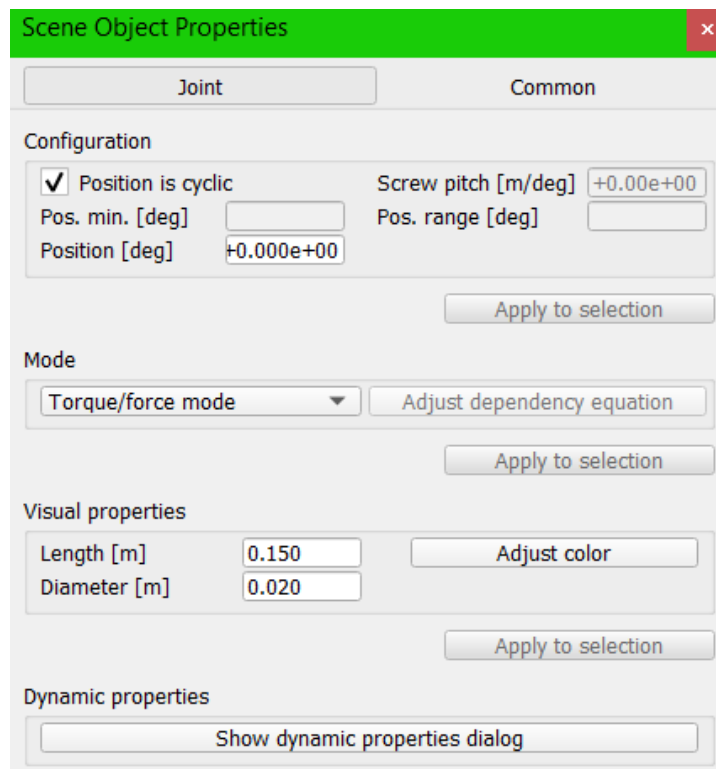 Scene Object Properties
×
Joint
Common
Configuration
Position is cyclic
Screw pitch [m/deg]
+0.00e+00
Pos. min. [deg]
Pos. range [deg]
Position [deg]
+0.000e+00
Apply to selection
Mode
Torque/force mode
Adjust dependency equation
Apply to selection
Visual properties
Length [m]
0.150
Adjust color
Diameter [m]
0.020
Apply to selection
Dynamic properties
Show dynamic properties dialog